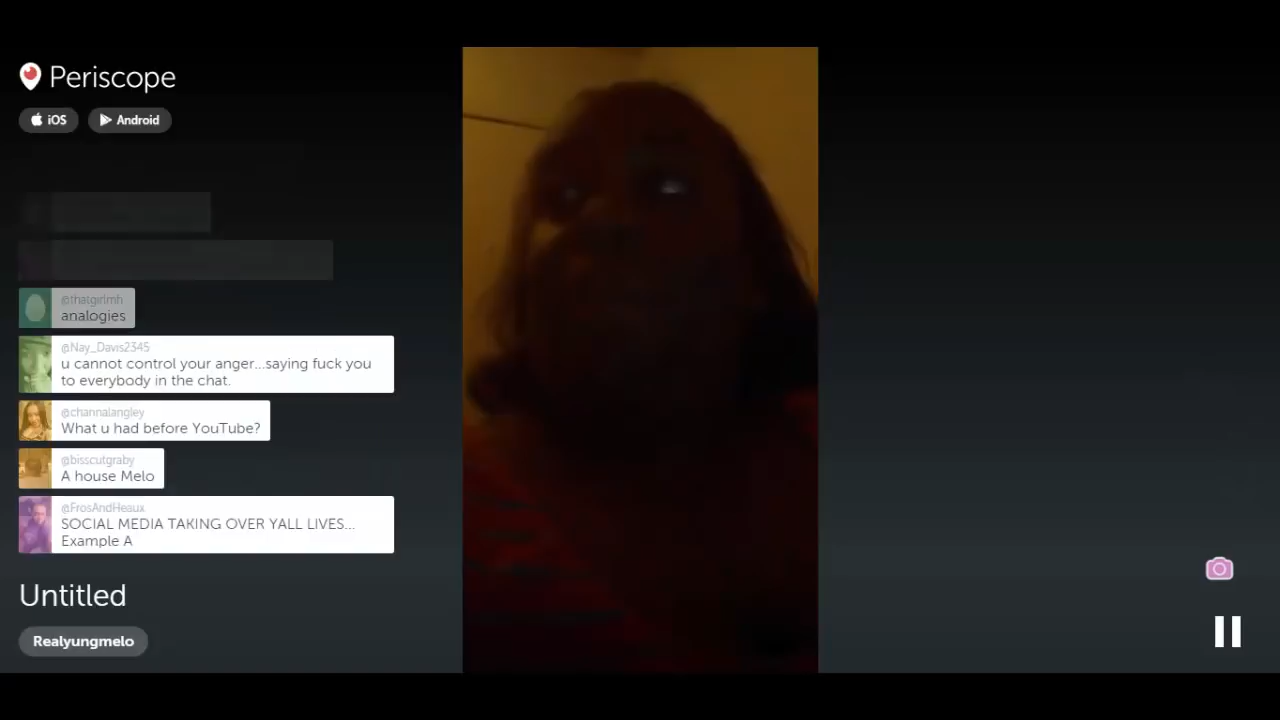 Periscope
iOS
Android
@thatgirlmh
analogies
@Nay_Davis2345
u cannot control your anger...saying fuck you
to everybody in the chat.
@channalangley
What u had before YouTube?
@bisscutgraby
A house Melo
@FrosAndHeaux
SOCIAL MEDIA TAKING OVER YALL LIVES...
Example A
Untitled
Realyungmelo